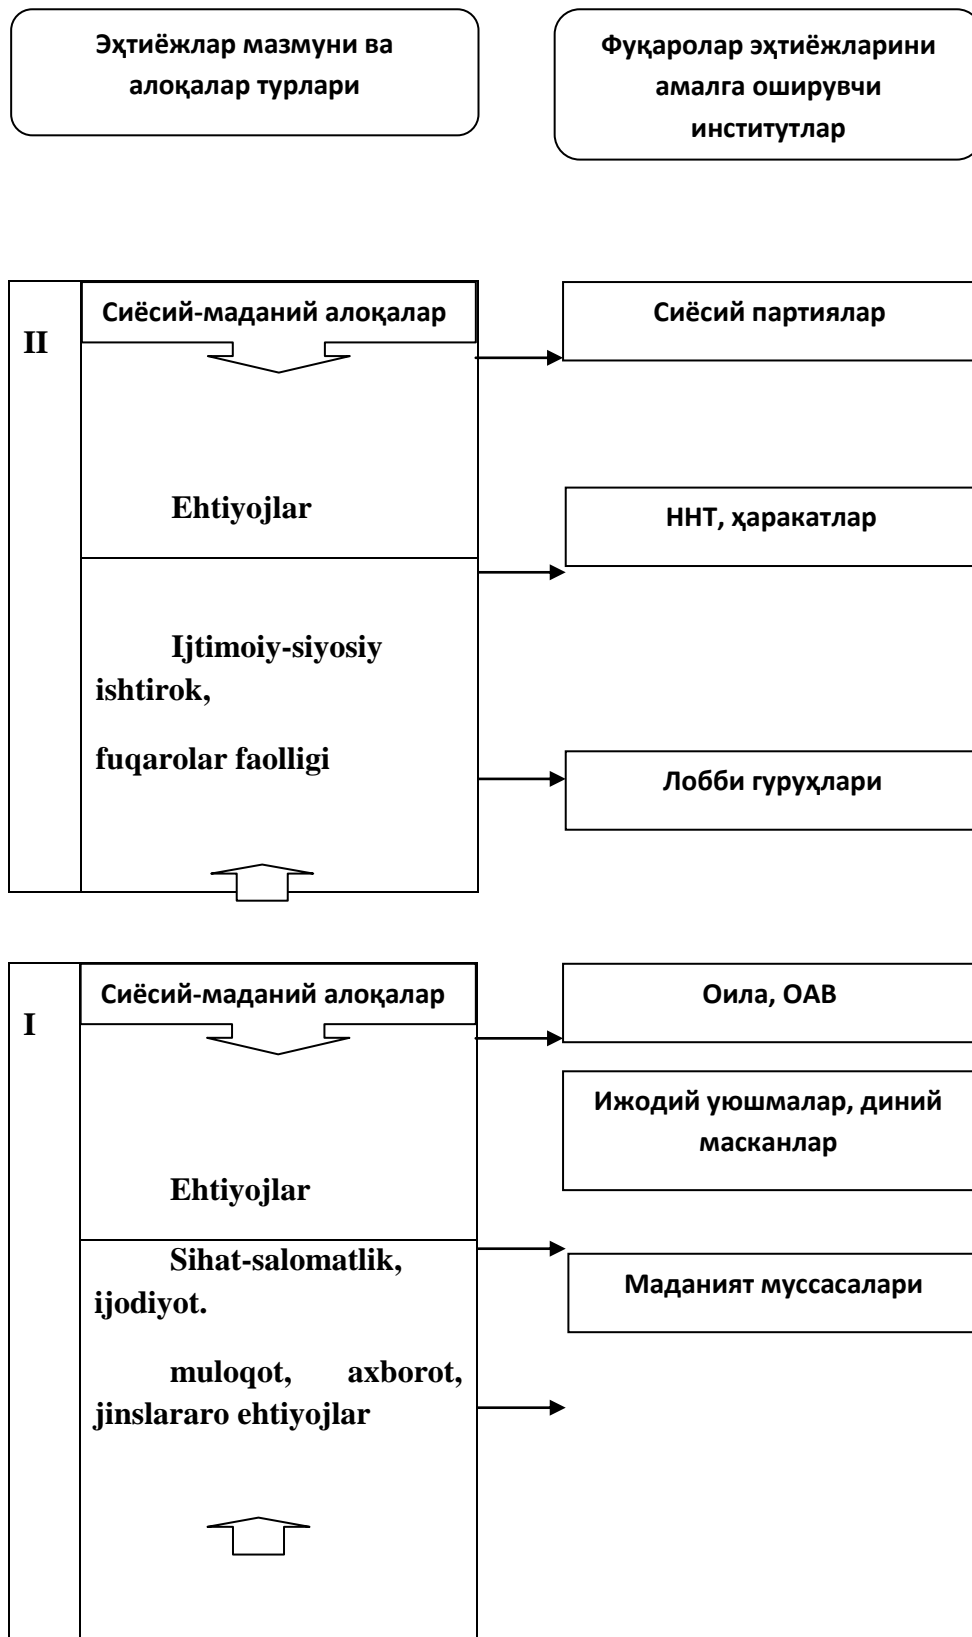 Эҳтиёжлар мазмуни ва
алоқалар турлари
Фуқаролар эҳтиёжларини
амалга оширувчи
институтлар
II
Сиёсий-маданий алоқалар
Сиёсий партиялар
Ehtiyojlar
ННТ, ҳаракатлар
Ijtimoiy-siyosiy
ishtirok,
fuqarolar faolligi
Лобби гуруҳлари
I
Сиёсий-маданий алоқалар
Оила, ОАВ
Ижодий уюшмалар, диний
масканлар
Ehtiyojlar
Sihat-salomatlik,
ijodiyot.
Маданият муссасалари
muloqot, axborot,
jinslararo ehtiyojlar